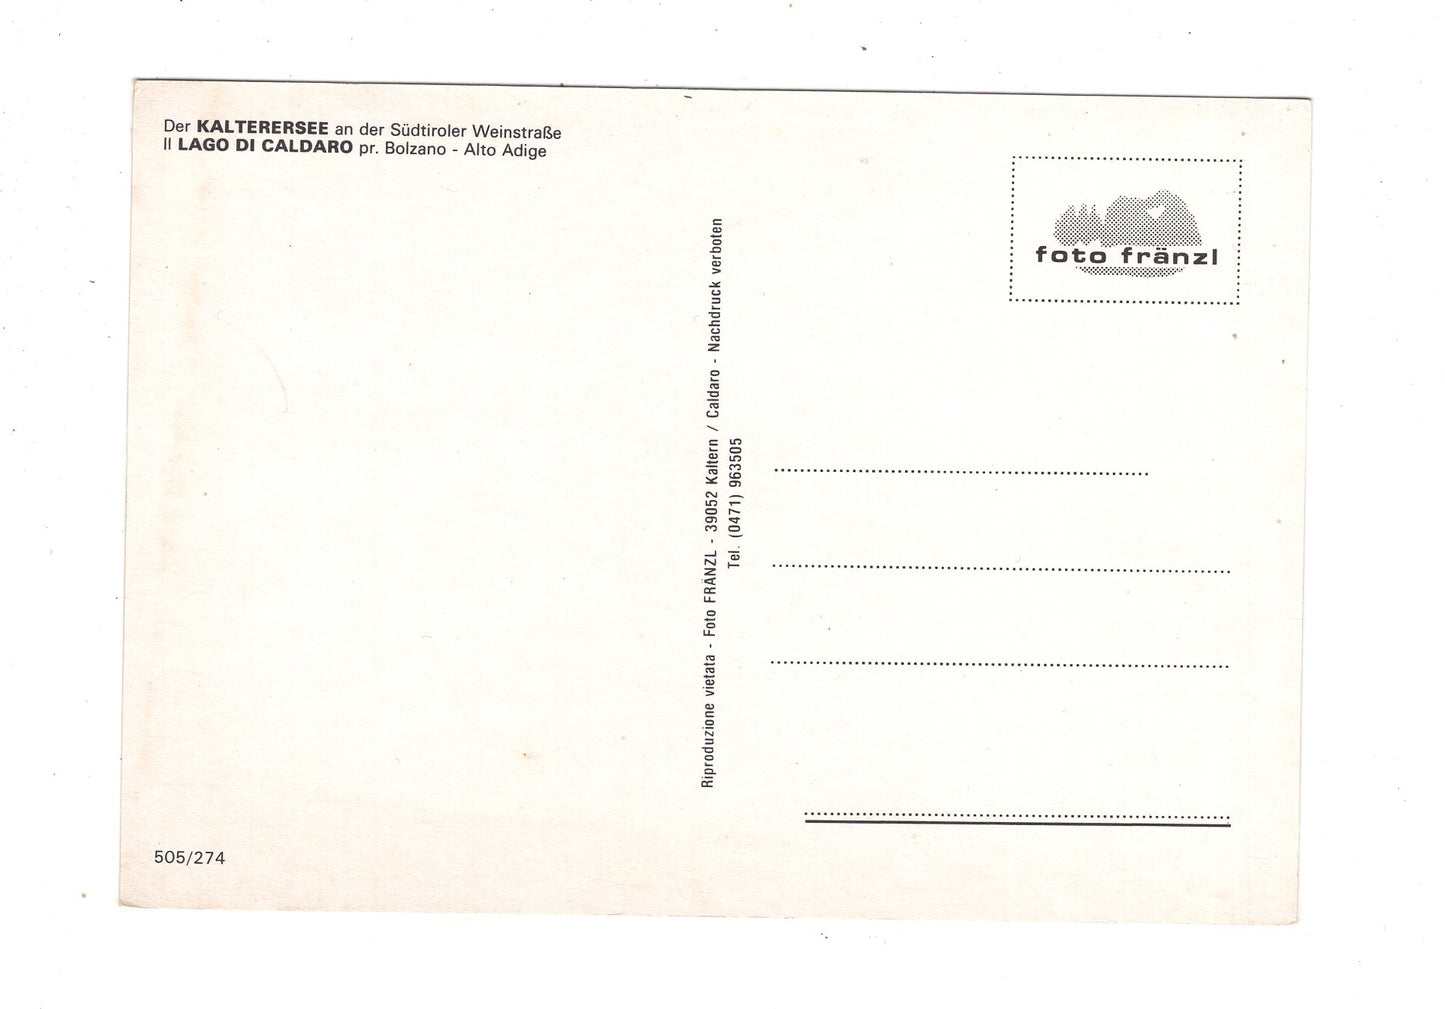 Der KALTERERSEE an der Südtiroler Weinstraße
Il LAGO DI CALDARO pr. Bolzano - Alto Adige
foto fränzl
Riproduzione vietata - Foto FRÄNZL - 39052 Kaltern / Caldaro - Nachdruck verboten
Tel. (0471) 963505
505/274